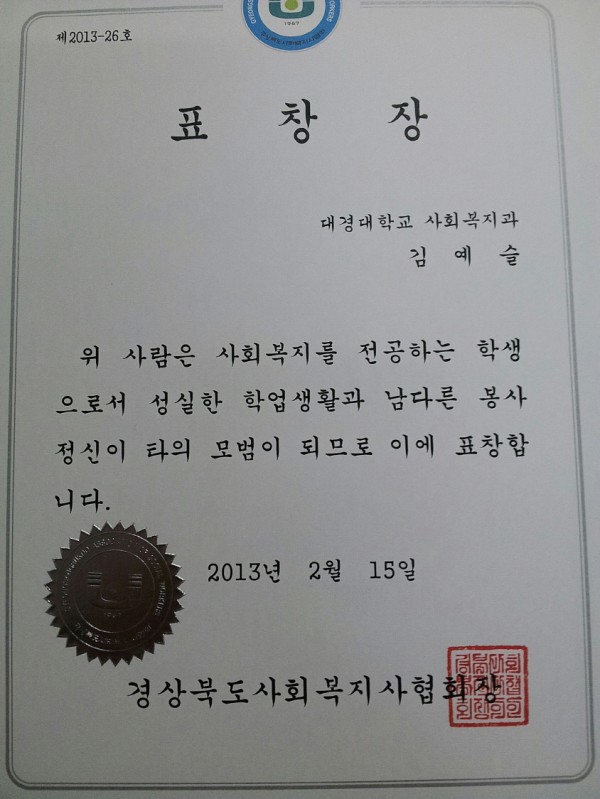 1967
제2013-26호
표 창 장
대경대학교 사회복지과
김 예 슬
위 사람은 사회복지를 전공하는 학생
으로서 성실한 학업생활과 남다른 봉사
정신이 타의 모범이 되므로 이에 표창합
니다.
2013년 2월 15일
경상북도사회복지사협회장